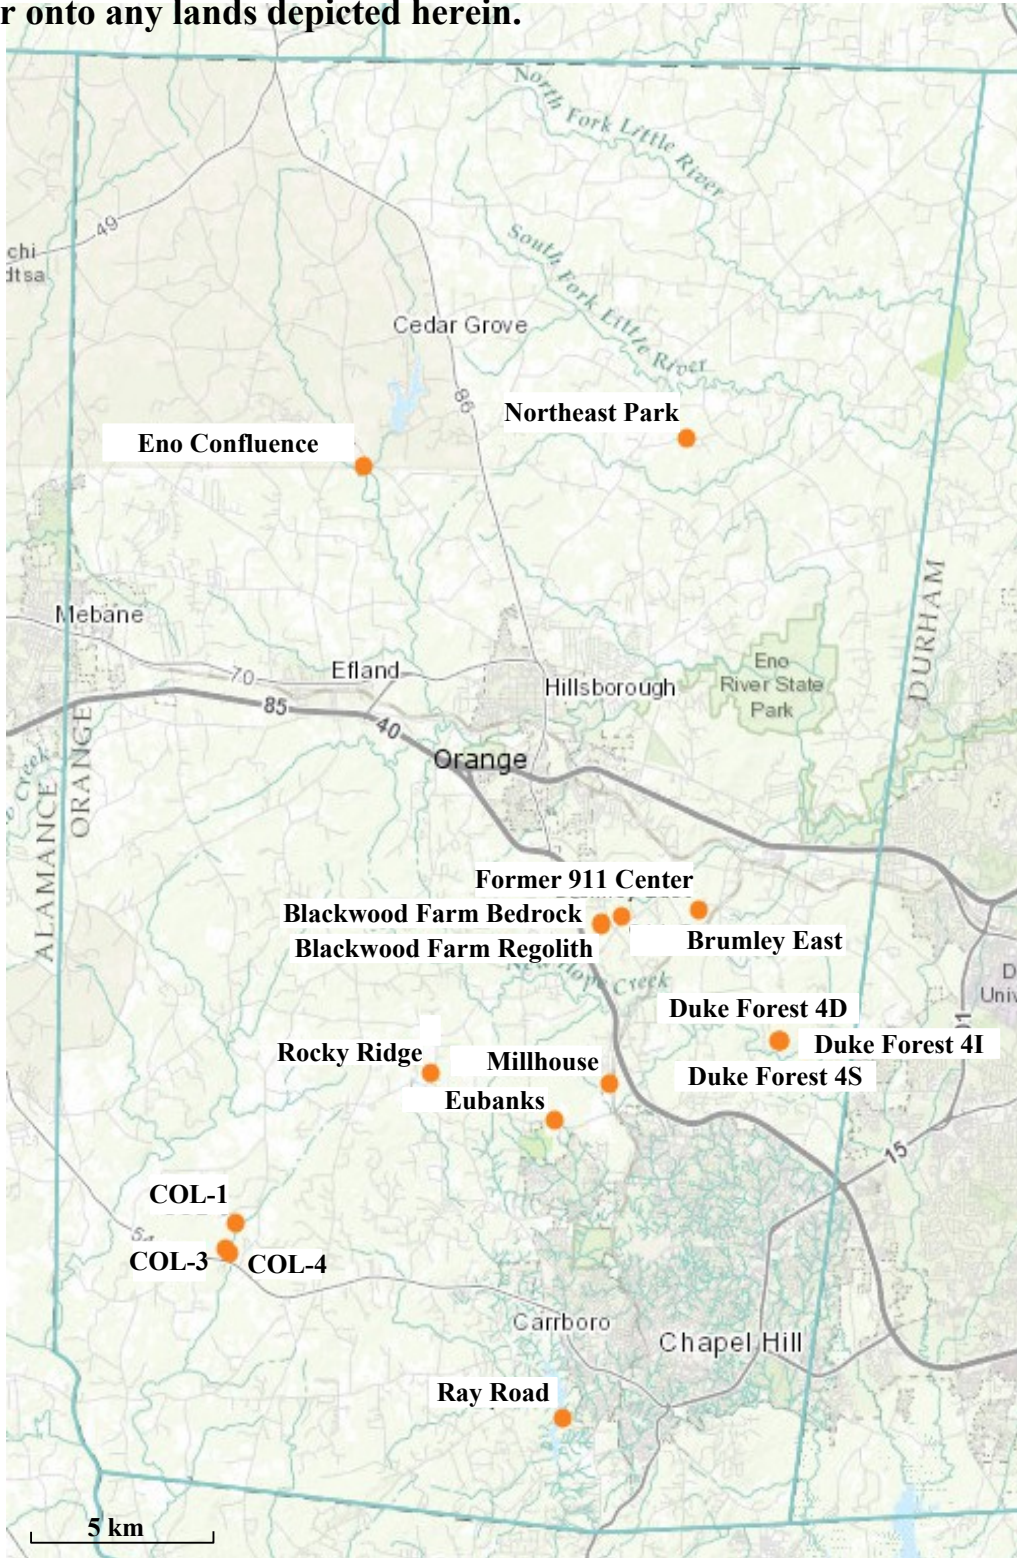 r onto any lands depicted herein.
North Fork Little River
49
chi
dtsa
South Fork Little River
Cedar Grove
86
Northeast Park
Eno Confluence
DURHAM
Mebane
Efland
70
Eno
River State
Park
Hillsborough
85
40
Orange
ORANGE
Creek
ALAMANCE
Former 911 Center
Blackwood Farm Bedrock
Blackwood Farm Regolith
Brumley East
Creek
D
Univ
Duke Forest 4D
Duke Forest 4I
Duke Forest 4S
Rocky Ridge
Millhouse
Eubanks
15
COL-1
54
COL-3
COL-4
Carrboro
Chapel Hill
Ray Road
5 km